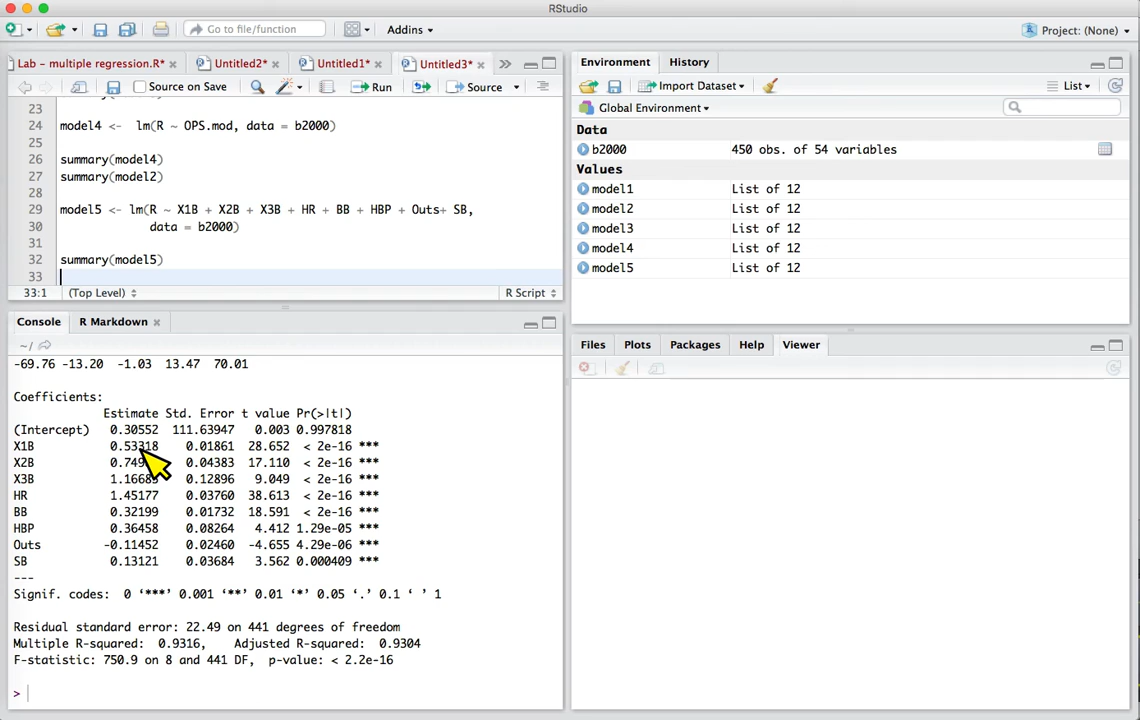 RStudio
Go to file/function
Addins
Project: (None)
Lab - multiple regression.R*
Untitled2*
Untitled1*
Untitled3*
Source on Save
Run
Source
23
24 model4 <- lm(R ~ OPS.mod, data = b2000)
25
26 summary(model4)
27 summary(model2)
28
29 model5 <- lm(R ~ X1B + X2B + X3B + HR + BB + HBP + Outs+ SB,
30 data = b2000)
31
32 summary(model5)
33
33:1 (Top Level) R Script
Console R Markdown
~/
-69.76 -13.20 -1.03 13.47 70.01
Coefficients:
Estimate Std. Error t value Pr(>|t|)
(Intercept) 0.30552 111.63947 0.003 0.997818
X1B 0.53318 0.01861 28.652 < 2e-16 ***
X2B 0.04383 17.110 < 2e-16 ***
X3B 0.12896 9.049 < 2e-16 ***
HR 1.45177 0.03760 38.613 < 2e-16 ***
BB 0.32199 0.01732 18.591 < 2e-16 ***
HBP 0.36458 0.08264 4.412 1.29e-05 ***
Outs -0.11452 0.02460 -4.655 4.29e-06 ***
SB 0.13121 0.03684 3.562 0.000409 ***
---
Signif. codes: 0 ‘***’ 0.001 ‘**’ 0.01 ‘*’ 0.05 ‘.’ 0.1 ‘ ’ 1
Residual standard error: 22.49 on 441 degrees of freedom
Multiple R-squared: 0.9316, Adjusted R-squared: 0.9304
F-statistic: 750.9 on 8 and 441 DF, p-value: < 2.2e-16
>
Environment History
Import Dataset
List
Global Environment
Data
b2000 450 obs. of 54 variables
Values
model1 List of 12
model2 List of 12
model3 List of 12
model4 List of 12
model5 List of 12
Files Plots Packages Help Viewer